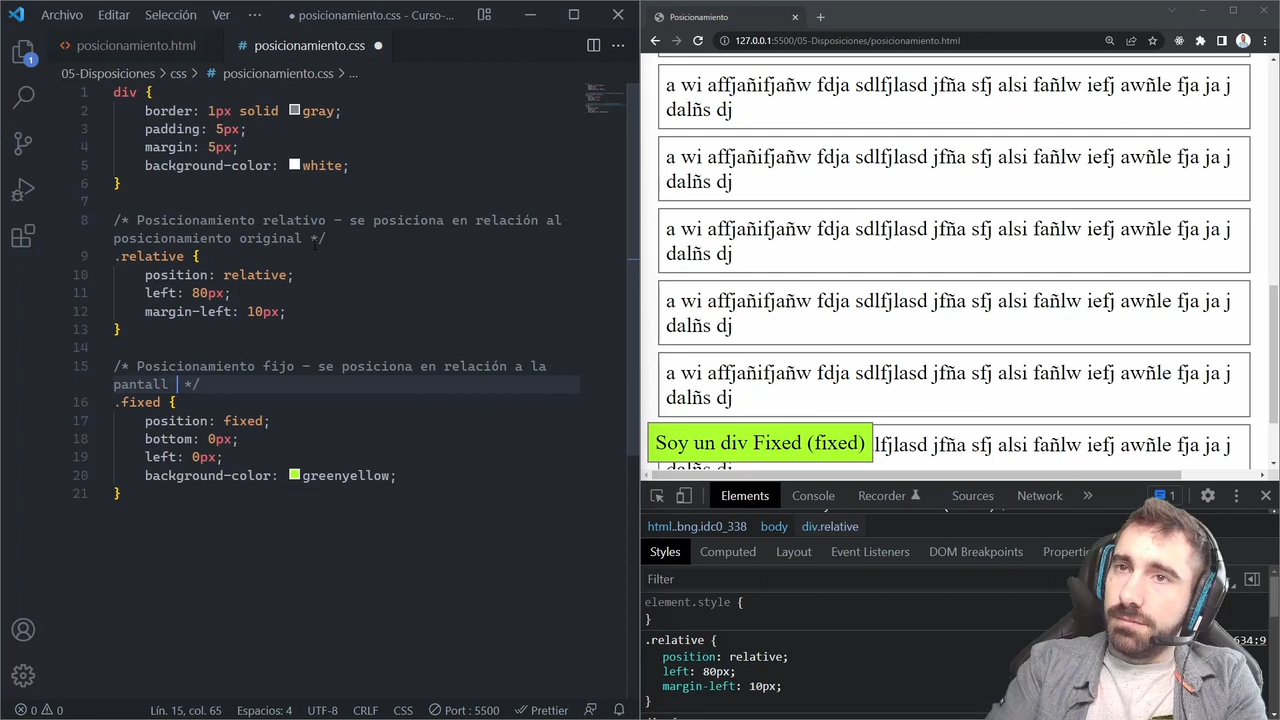 Archivo Editar Selección Ver ··· ● posicionamiento.css - Curso-...
posicionamiento.html
# posicionamiento.css ●
05-Disposiciones > css > # posicionamiento.css > ...
1 div {
2 border: 1px solid gray;
3 padding: 5px;
4 margin: 5px;
5 background-color: white;
6 }
7
8 /* Posicionamiento relativo - se posiciona en relación al
posicionamiento original */
9 .relative {
10 position: relative;
11 left: 80px;
12 margin-left: 10px;
13 }
14
15 /* Posicionamiento fijo - se posiciona en relación a la
pantall */
16 .fixed {
17 position: fixed;
18 bottom: 0px;
19 left: 0px;
20 background-color: greenyellow;
21 }
1
0 0 Lín. 15, col. 65 Espacios: 4 UTF-8 CRLF CSS Port : 5500 Prettier
Posicionamiento
127.0.0.1:5500/05-Disposiciones/posicionamiento.html
a wi affjañifjañw fdja sdlfjlasd jfña sfj alsi fañlw iefj awñle fja ja j
dalñs dj
a wi affjañifjañw fdja sdlfjlasd jfña sfj alsi fañlw iefj awñle fja ja j
dalñs dj
a wi affjañifjañw fdja sdlfjlasd jfña sfj alsi fañlw iefj awñle fja ja j
dalñs dj
a wi affjañifjañw fdja sdlfjlasd jfña sfj alsi fañlw iefj awñle fja ja j
dalñs dj
a wi affjañifjañw fdja sdlfjlasd jfña sfj alsi fañlw iefj awñle fja ja j
dalñs dj
Soy un div Fixed (fixed) lfjlasd jfña sfj alsi fañlw iefj awñle fja ja j
Elements Console Recorder Sources Network » 1
html..bng.idc0_338 body div.relative
Styles Computed Layout Event Listeners DOM Breakpoints Properti
Filter
element.style {
}
.relative { 634:9
position: relative;
left: 80px;
margin-left: 10px;
}